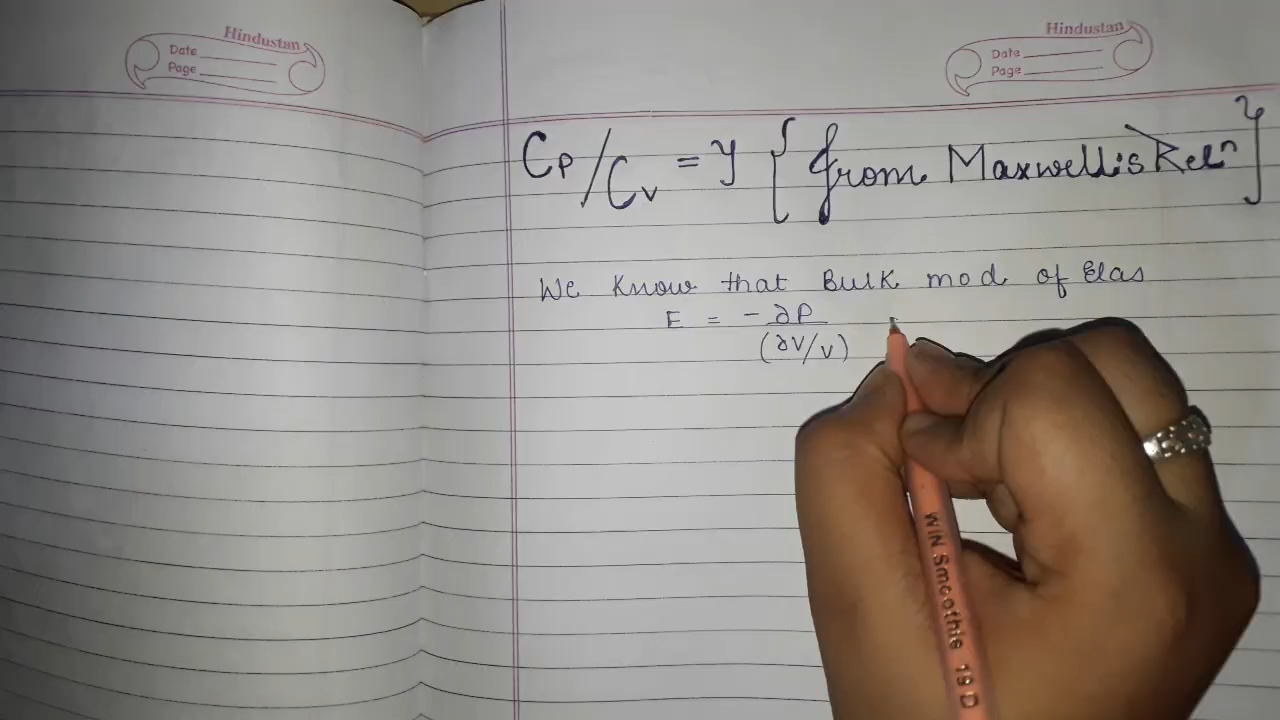 Hindustan
Date
Page
Hindustan
Date
Page
CP/Cv = γ { from Maxwell's Relⁿ }
We Know that Bulk mod of Elas
E = -∂P
(∂V/V)
WIN Smoothie 19 D